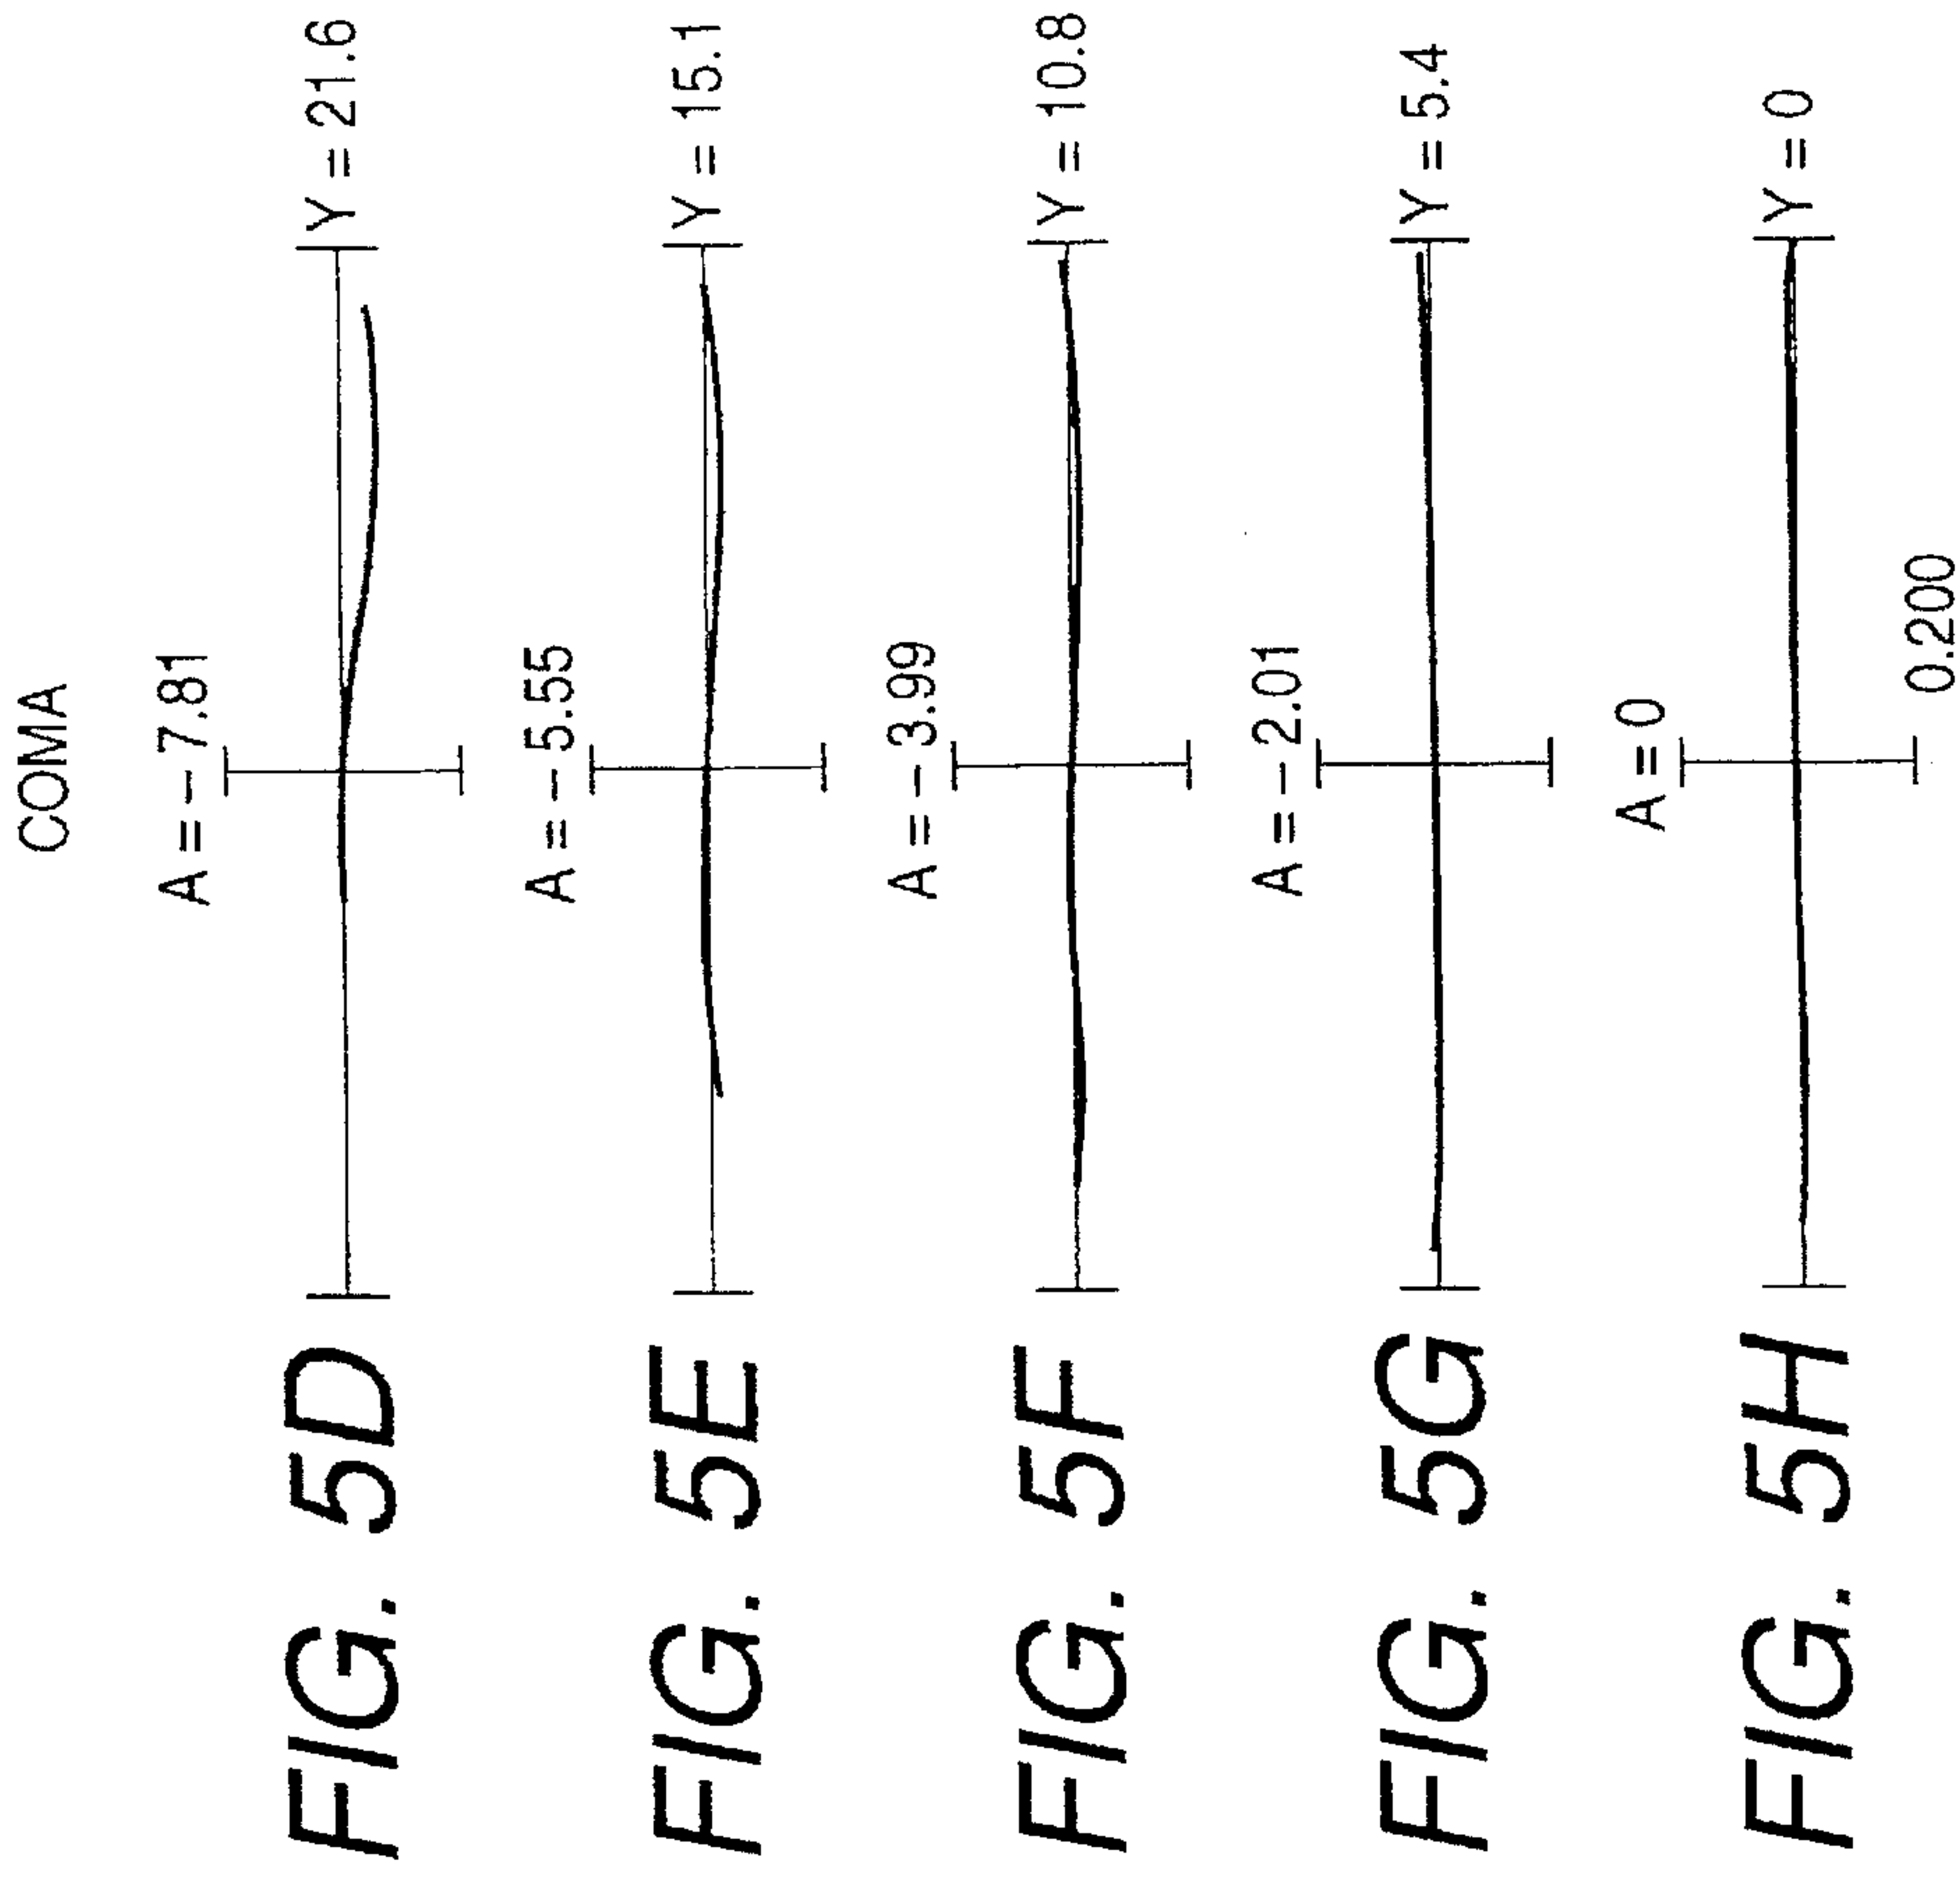 COMA
A = − 7.81
Y = 21.6
FIG. 5D
A = − 5.55
Y = 15.1
FIG. 5E
A = − 3.99
Y = 10.8
FIG. 5F
A = − 2.01
Y = 5.4
FIG. 5G
A = 0
Y = 0
FIG. 5H
0.200